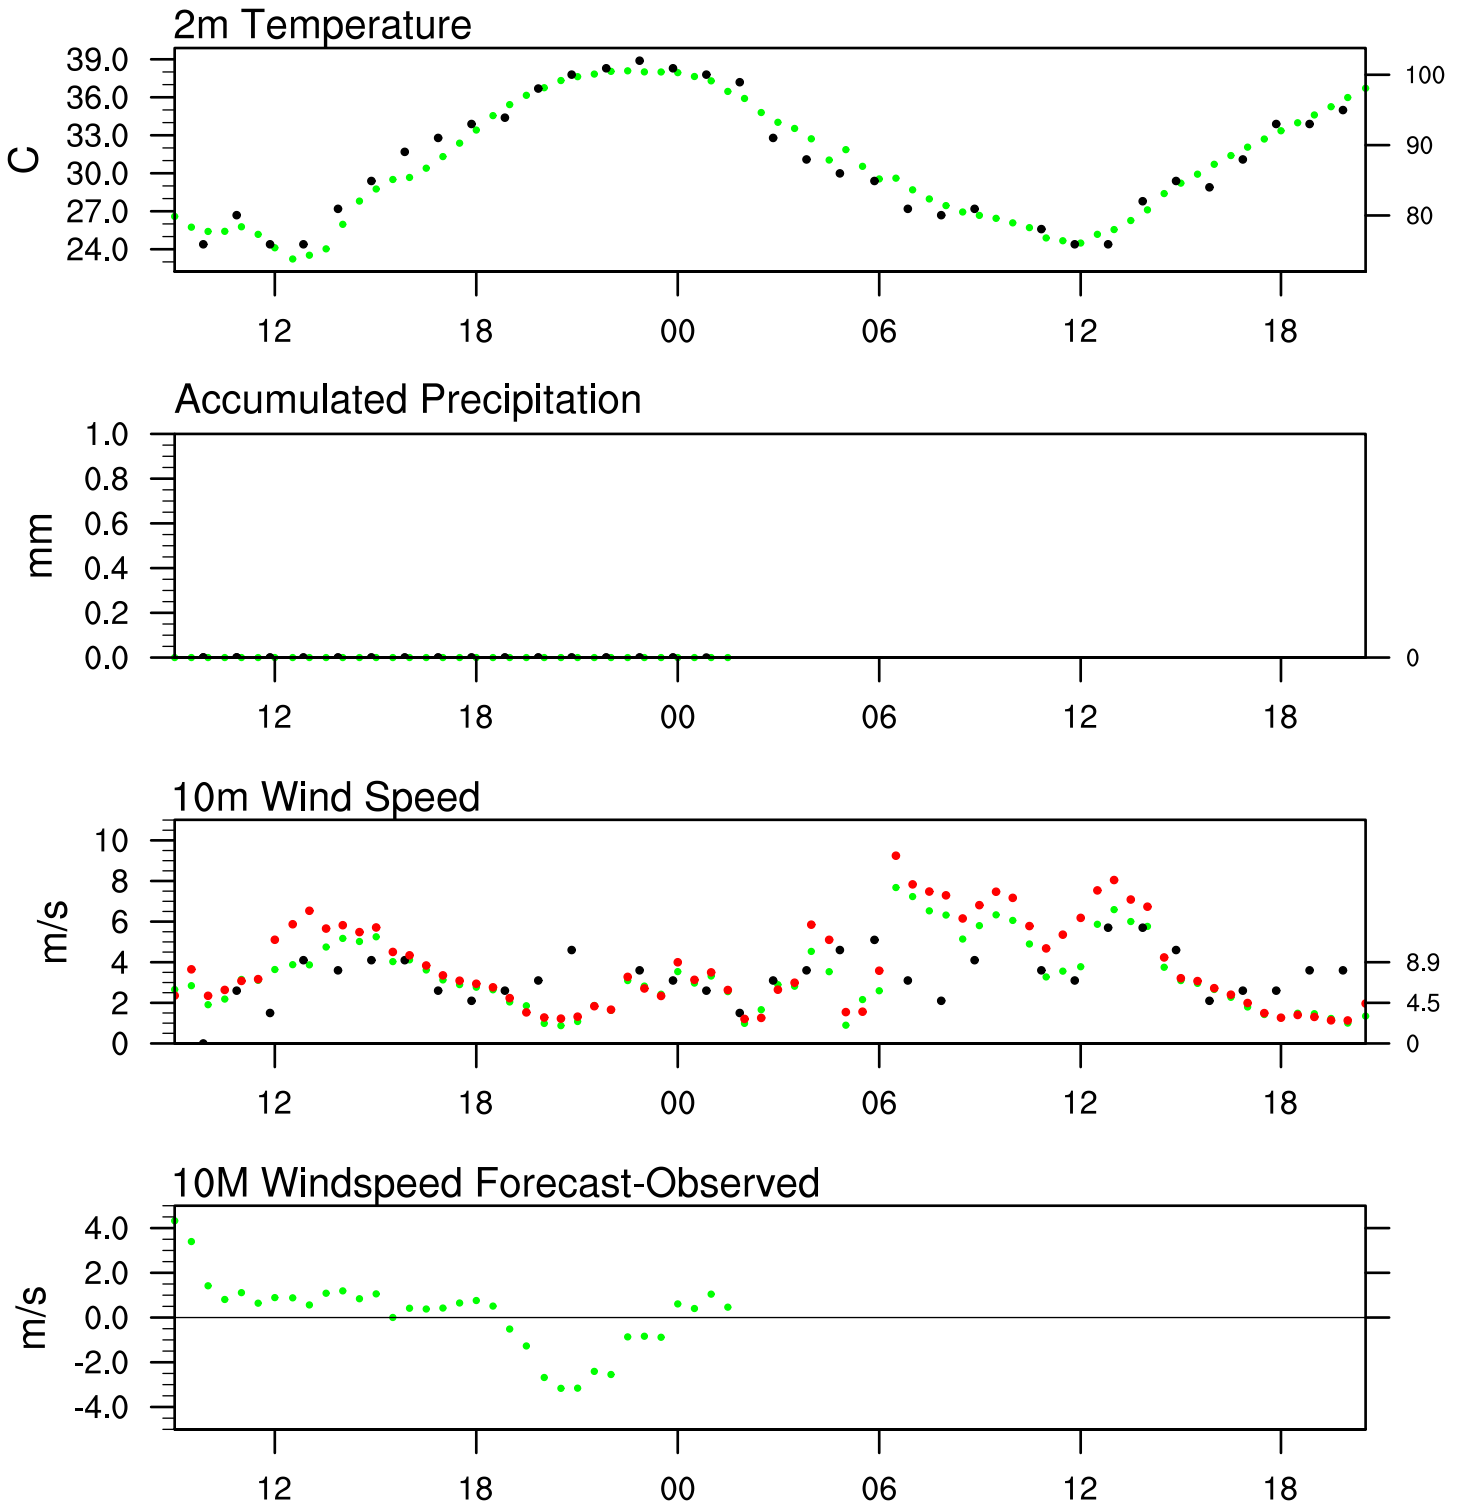 2m Temperature
39.0
36.0
33.0
30.0
27.0
24.0
C
100
90
80
12 18 00 06 12 18
Accumulated Precipitation
1.0
0.8
0.6
0.4
0.2
0.0
mm
0
12 18 00 06 12 18
10m Wind Speed
10
8
6
4
2
0
m/s
8.9
4.5
0
12 18 00 06 12 18
10M Windspeed Forecast-Observed
4.0
2.0
0.0
-2.0
-4.0
m/s
12 18 00 06 12 18